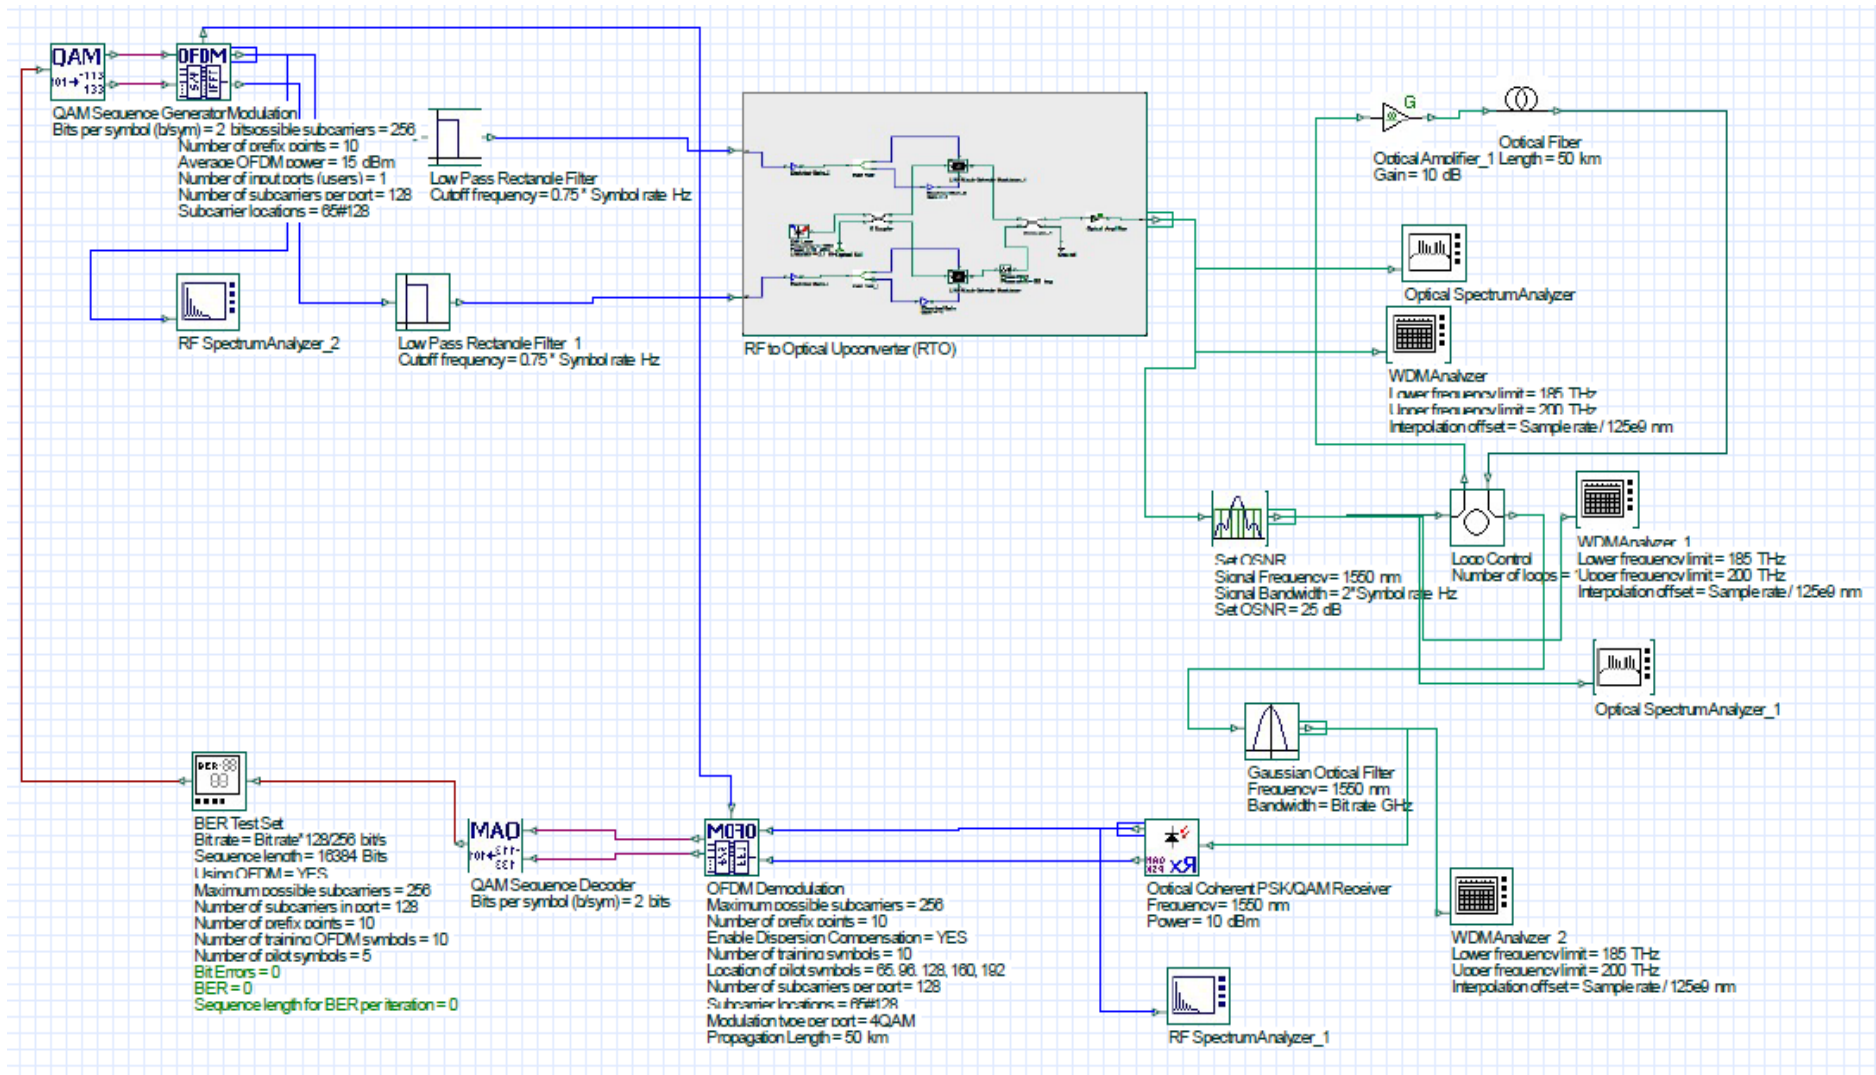 QAM
101→ -113
133
OFDM
IFFT
QAM Sequence Generator Modulation
Bits per symbol (b/sym) = 2 bits possible subcarriers = 256
Number of prefix points = 10
Average OFDM power = 15 dBm
Number of input ports (users) = 1
Number of subcarriers per port = 128
Subcarrier locations = 65#128
Low Pass Rectangle Filter
Cutoff frequency = 0.75 * Symbol rate Hz
RF Spectrum Analyzer_2
Low Pass Rectangle Filter_1
Cutoff frequency = 0.75 * Symbol rate Hz
RF to Optical Upconverter (RTO)
G
Optical Amplifier_1
Gain = 10 dB
Optical Fiber
Length = 50 km
Optical Spectrum Analyzer
WDM Analyzer
Lower frequency limit = 185 THz
Upper frequency limit = 200 THz
Interpolation offset = Sample rate / 125e9 nm
Set OSNR
Signal Frequency = 1550 nm
Signal Bandwidth = 2*Symbol rate Hz
Set OSNR = 25 dB
Loop Control
Number of loops =
WDM Analyzer_1
Lower frequency limit = 185 THz
Upper frequency limit = 200 THz
Interpolation offset = Sample rate / 125e9 nm
Optical Spectrum Analyzer_1
Gaussian Optical Filter
Frequency = 1550 nm
Bandwidth = Bit rate GHz
BER Test Set
Bit rate = Bit rate*128/256 bit/s
Sequence length = 16384 Bits
Using OFDM = YES
Maximum possible subcarriers = 256
Number of subcarriers in port = 128
Number of prefix points = 10
Number of training OFDM symbols = 10
Number of pilot symbols = 5
Bit Errors = 0
BER = 0
Sequence length for BER per iteration = 0
QAM Sequence Decoder
Bits per symbol (b/sym) = 2 bits
OFDM Demodulation
Maximum possible subcarriers = 256
Number of prefix points = 10
Enable Dispersion Compensation = YES
Number of training symbols = 10
Location of pilot symbols = 65, 96, 128, 160, 192
Number of subcarriers per port = 128
Subcarrier locations = 65#128
Modulation type per port = 4QAM
Propagation Length = 50 km
Optical Coherent PSK/QAM Receiver
Frequency = 1550 nm
Power = 10 dBm
WDM Analyzer_2
Lower frequency limit = 185 THz
Upper frequency limit = 200 THz
Interpolation offset = Sample rate / 125e9 nm
RF Spectrum Analyzer_1